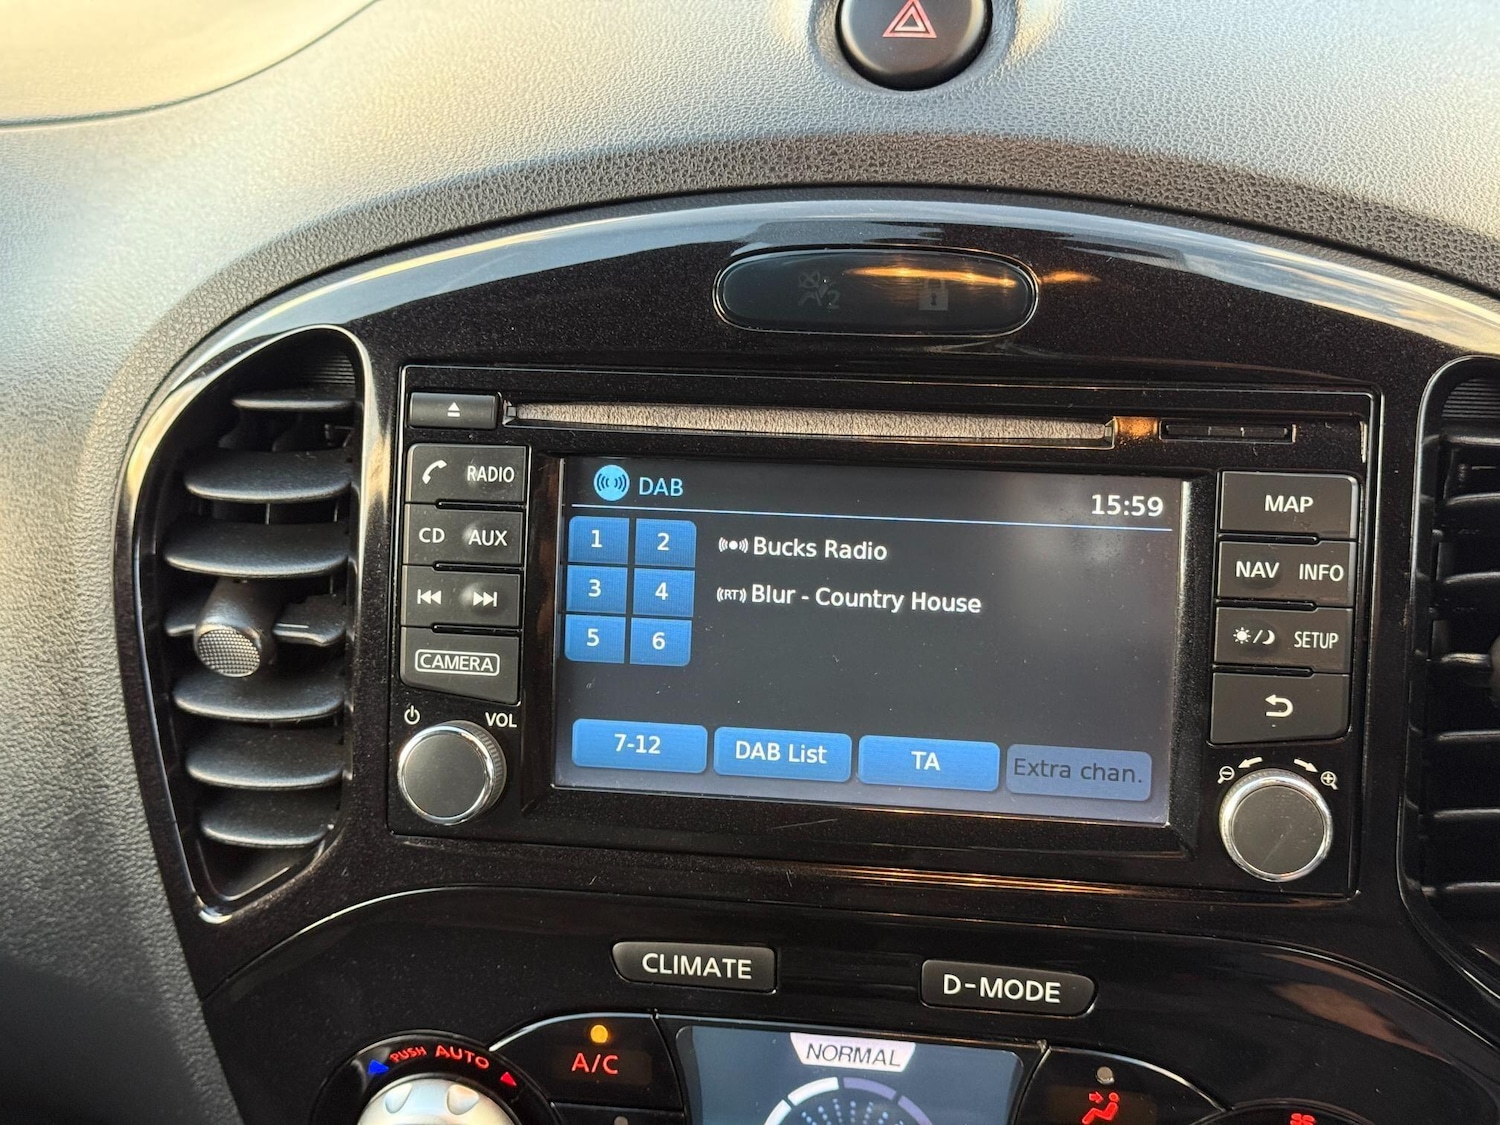 2
RADIO
CD AUX
CAMERA
VOL
DAB
15:59
1 2
3 4
5 6
Bucks Radio
(RT) Blur - Country House
7-12
DAB List
TA
Extra chan.
MAP
NAV INFO
SETUP
CLIMATE
D-MODE
PUSH AUTO
A/C
NORMAL